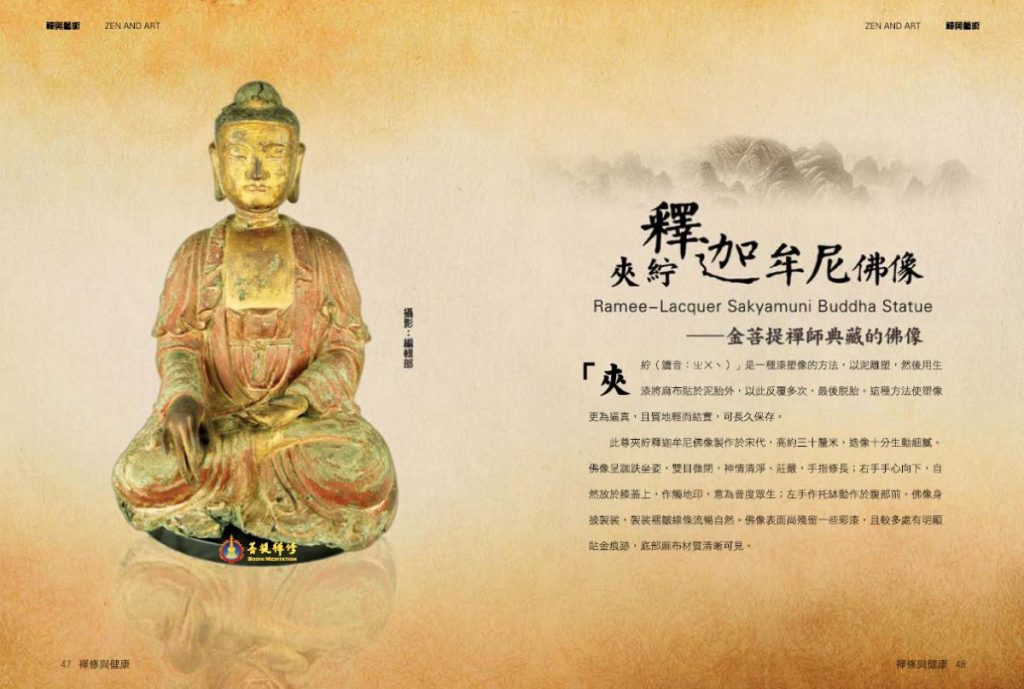 禪與藝術 ZEN AND ART
ZEN AND ART 禪與藝術
攝影：編輯部
菩提禪修
BODHI MEDITATION
夾紵釋迦牟尼佛像
Ramee-Lacquer Sakyamuni Buddha Statue
——金菩提禪師典藏的佛像
「夾紵（讀音：ㄓㄨˋ）」是一種漆塑像的方法，以泥雕塑，然後用生
漆將麻布貼於泥胎外，以此反覆多次，最後脱胎。這種方法使塑像
更為逼真，且質地輕而結實，可長久保存。
此尊夾紵釋迦牟尼佛像製作於宋代，高約三十釐米，造像十分生動細膩。
佛像呈跏趺坐姿，雙目微閉，神情清淨、莊嚴，手指修長；右手手心向下，自
然放於膝蓋上，作觸地印，意為普度眾生；左手作托缽動作於腹部前。佛像身
披袈裟，袈裟褶皺線條流暢自然。佛像表面尚殘留一些彩漆，且較多處有明顯
貼金痕跡，底部麻布材質清晰可見。
47 禪修與健康
禪修與健康 48